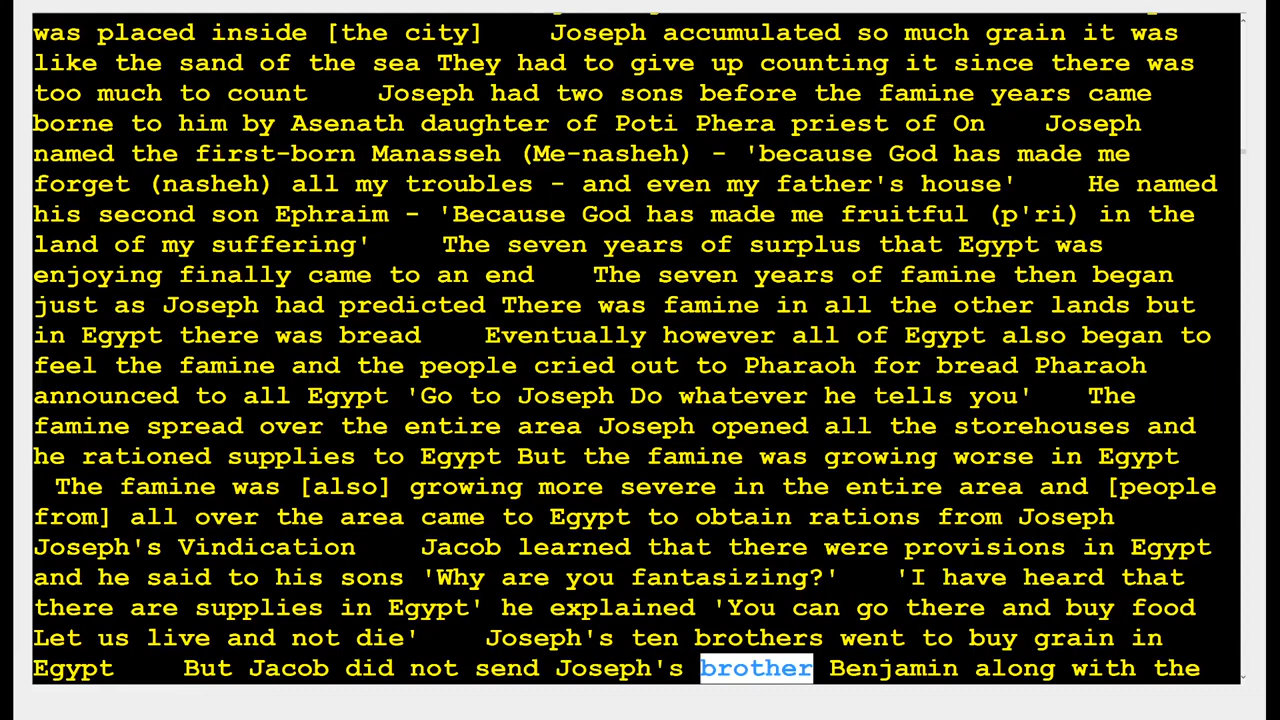 was placed inside [the city] Joseph accumulated so much grain it was
like the sand of the sea They had to give up counting it since there was
too much to count Joseph had two sons before the famine years came
borne to him by Asenath daughter of Poti Phera priest of On Joseph
named the first-born Manasseh (Me-nasheh) - 'because God has made me
forget (nasheh) all my troubles - and even my father's house' He named
his second son Ephraim - 'Because God has made me fruitful (p'ri) in the
land of my suffering' The seven years of surplus that Egypt was
enjoying finally came to an end The seven years of famine then began
just as Joseph had predicted There was famine in all the other lands but
in Egypt there was bread Eventually however all of Egypt also began to
feel the famine and the people cried out to Pharaoh for bread Pharaoh
announced to all Egypt 'Go to Joseph Do whatever he tells you' The
famine spread over the entire area Joseph opened all the storehouses and
he rationed supplies to Egypt But the famine was growing worse in Egypt
The famine was [also] growing more severe in the entire area and [people
from] all over the area came to Egypt to obtain rations from Joseph
Joseph's Vindication Jacob learned that there were provisions in Egypt
and he said to his sons 'Why are you fantasizing?' 'I have heard that
there are supplies in Egypt' he explained 'You can go there and buy food
Let us live and not die' Joseph's ten brothers went to buy grain in
Egypt But Jacob did not send Joseph's brother Benjamin along with the